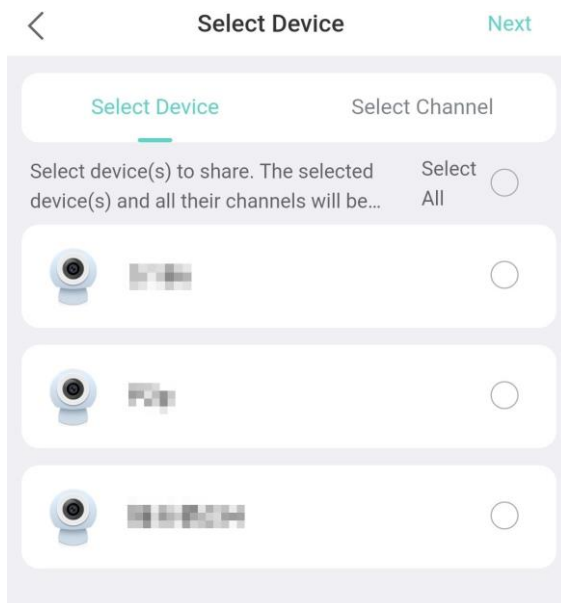 Select Device
Next
Select Device
Select Channel
Select device(s) to share. The selected
device(s) and all their channels will be…
Select
All